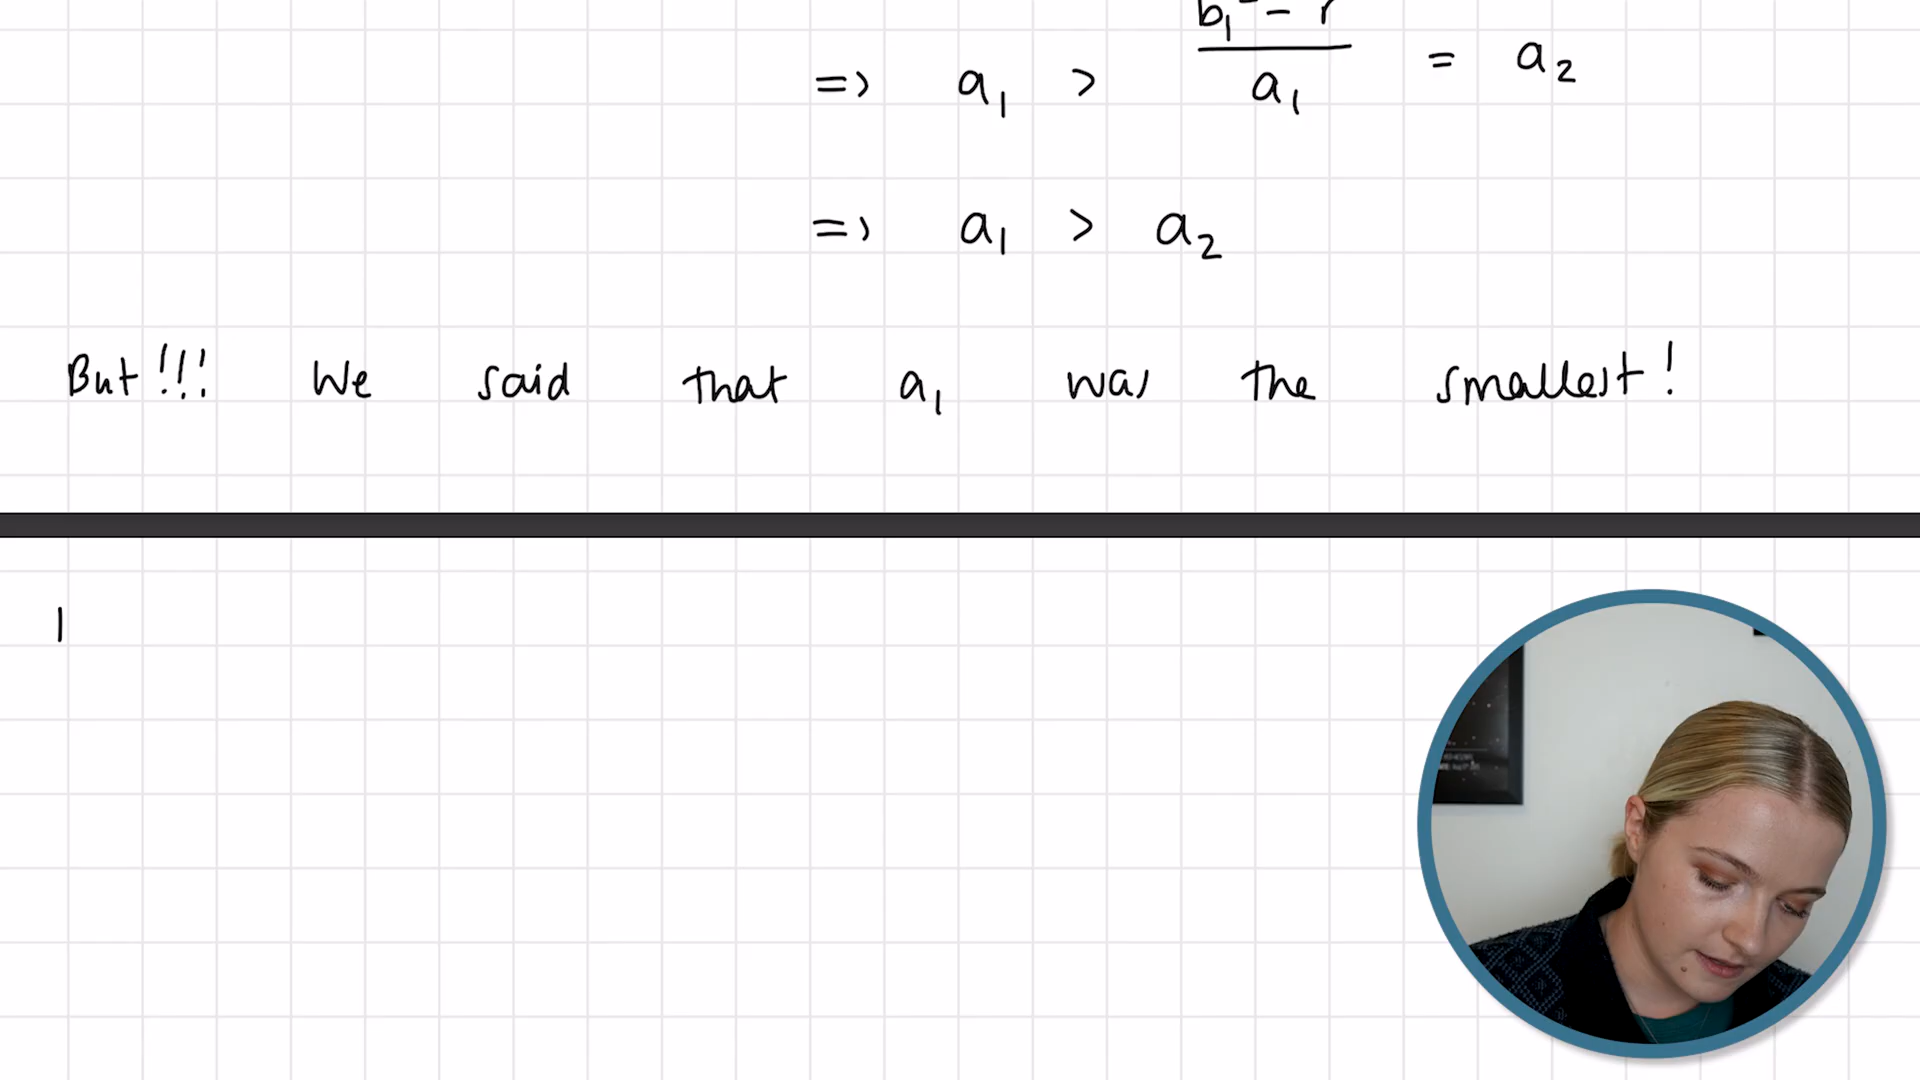 b₁² - r
=> a₁ > ――― = a₂
a₁
=> a₁ > a₂
But!!! We said that a₁ was the smallest!
I